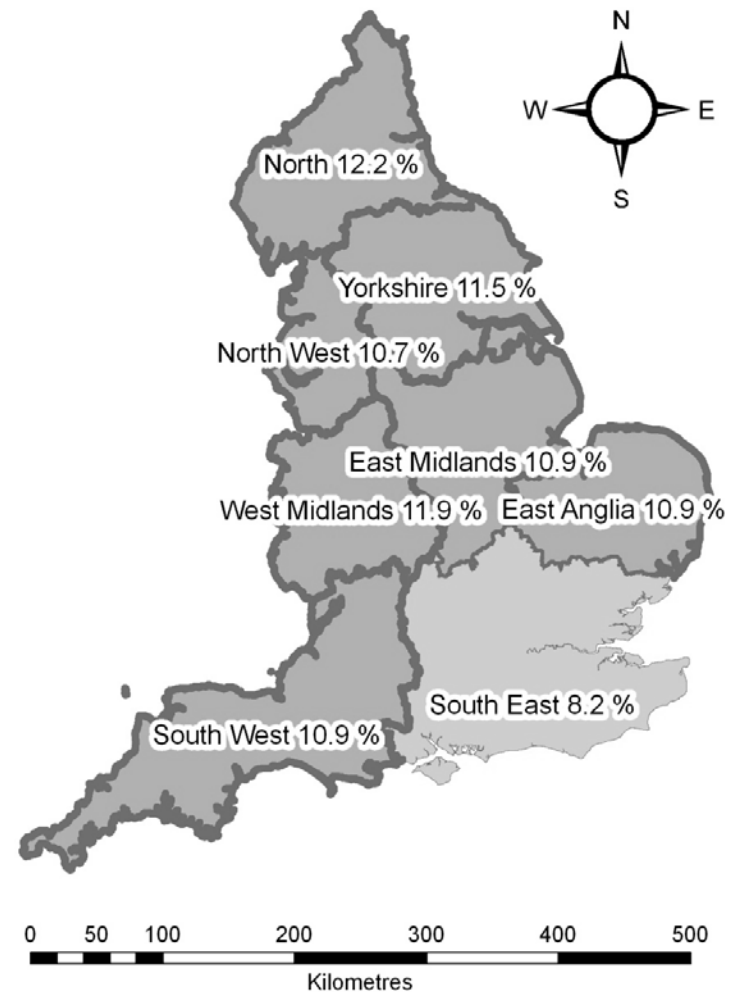 N
W E
S
North 12.2 %
Yorkshire 11.5 %
North West 10.7 %
East Midlands 10.9 %
West Midlands 11.9 %
East Anglia 10.9 %
South East 8.2 %
South West 10.9 %
0 50 100 200 300 400 500
Kilometres